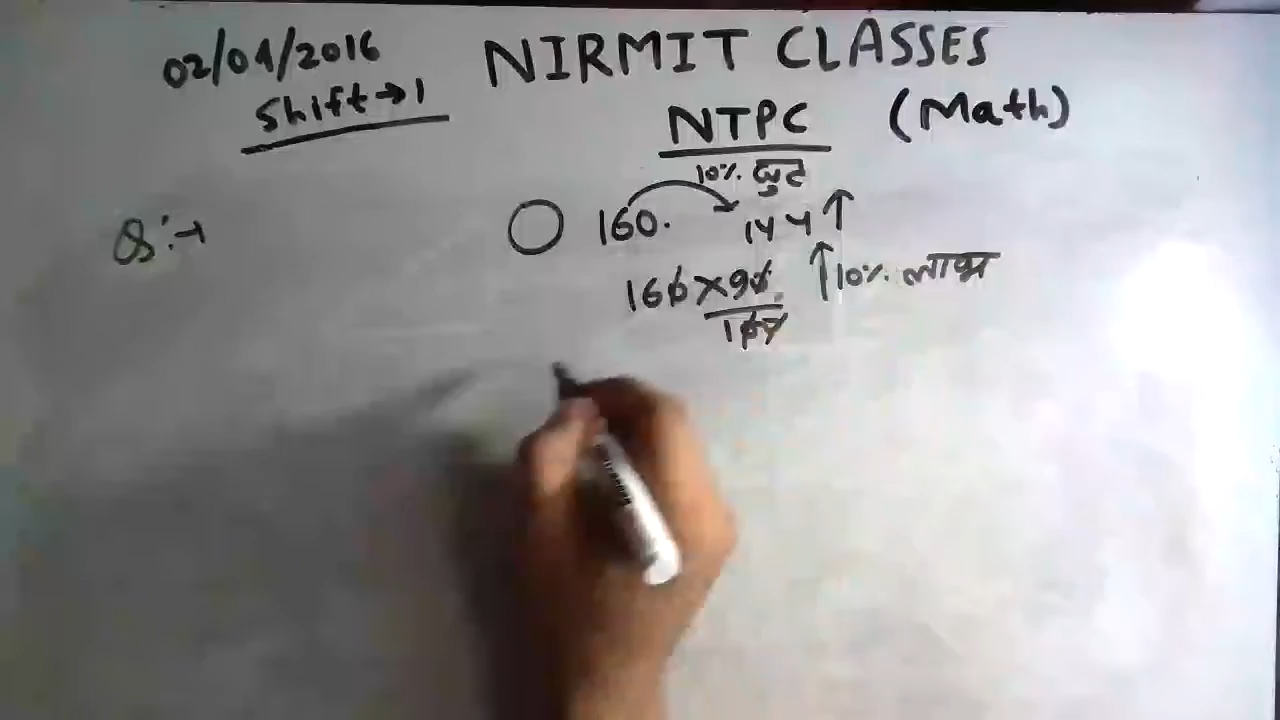 02/04/2016 NIRMIT CLASSES
Shift→1
NTPC (Math)
10% छुट
Q:→ 160. 144↑
160×90 ↑10% लाभ
100